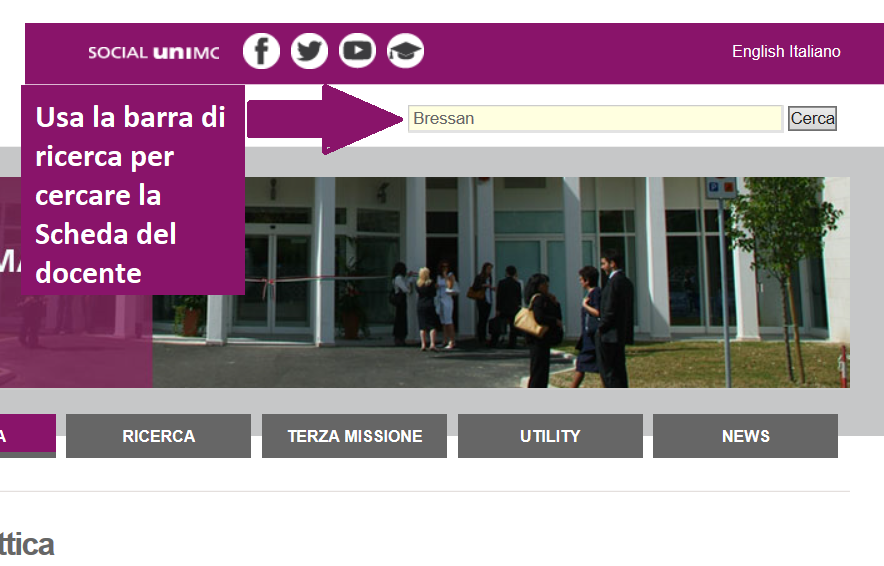 SOCIAL unIMC
English Italiano
Usa la barra di
ricerca per
cercare la
Scheda del
docente
Bressan
Cerca
P
MA
A
RICERCA
TERZA MISSIONE
UTILITY
NEWS
ttica